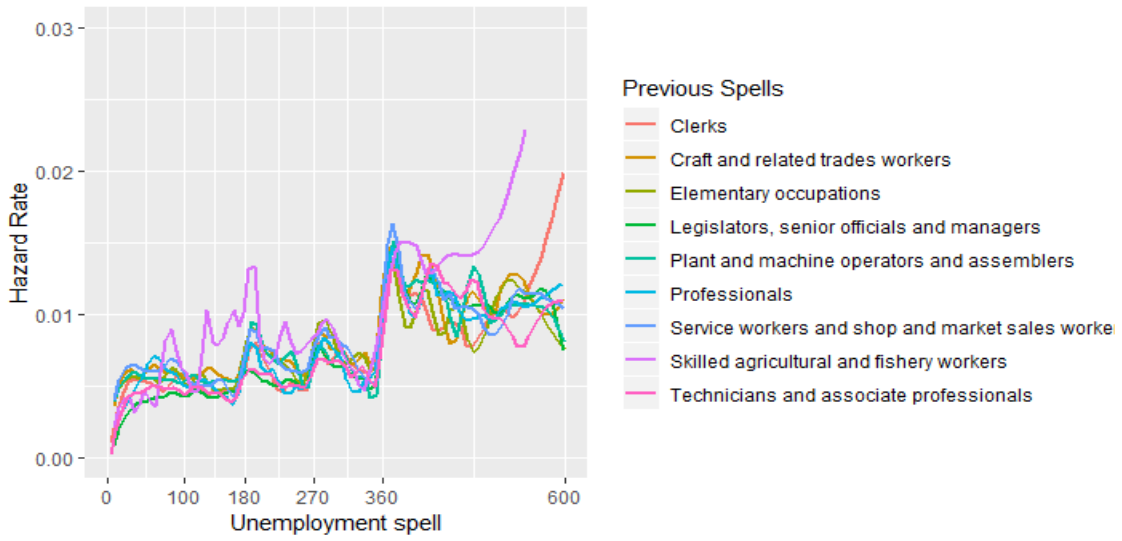 0.03
0.02
0.01
0.00
Hazard Rate
0 100 180 270 360 600
Unemployment spell
Previous Spells
Clerks
Craft and related trades workers
Elementary occupations
Legislators, senior officials and managers
Plant and machine operators and assemblers
Professionals
Service workers and shop and market sales worke
Skilled agricultural and fishery workers
Technicians and associate professionals